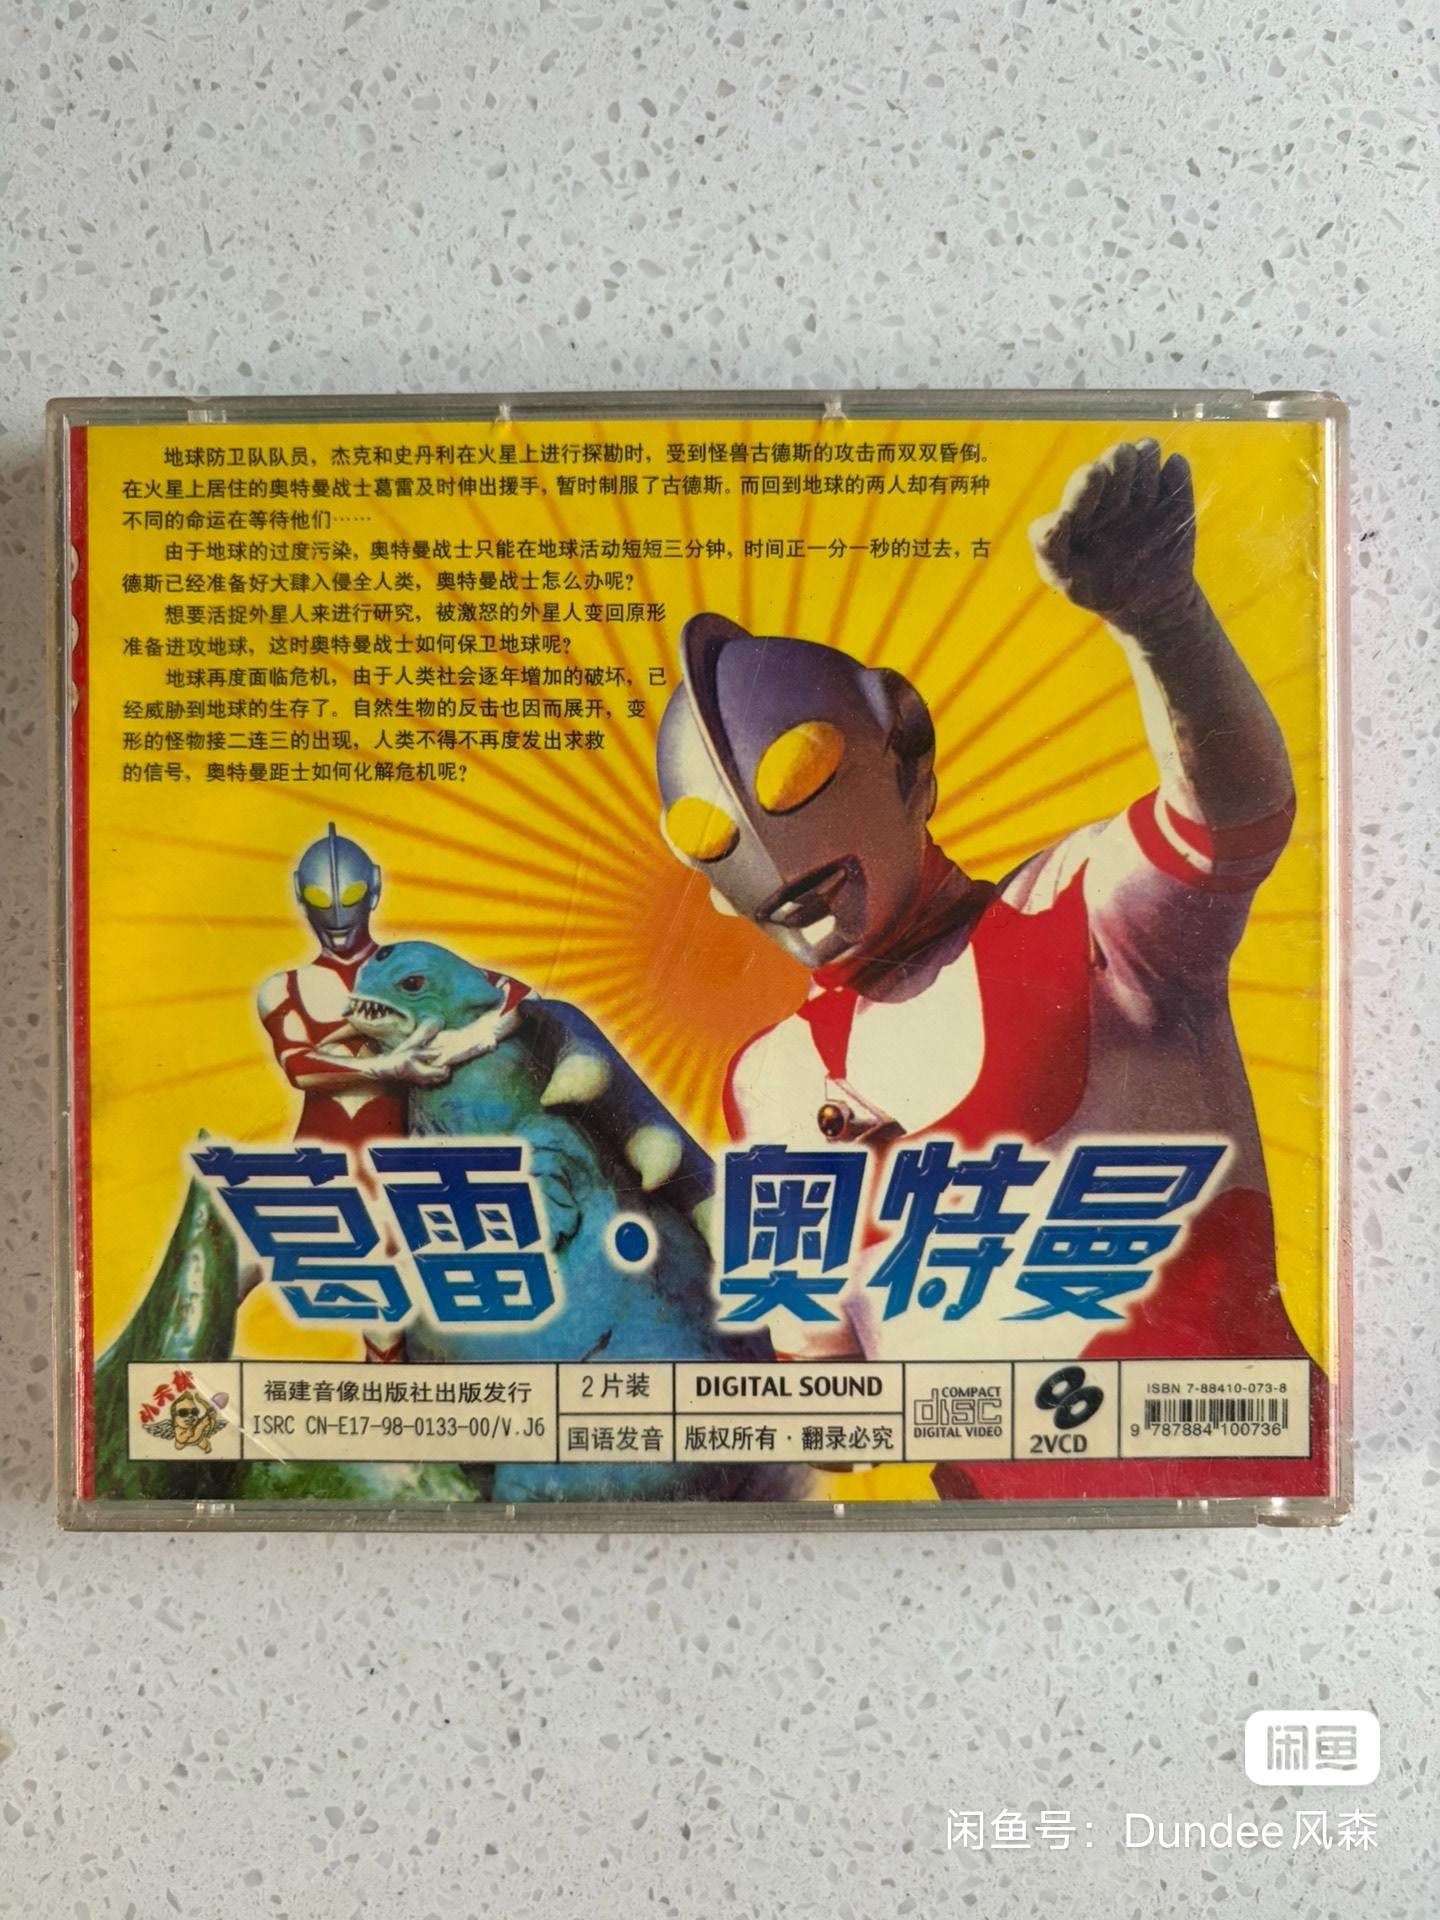 地球防卫队队员，杰克和史丹利在火星上进行探勘时，受到怪兽古德斯的攻击而双双昏倒。
在火星上居住的奥特曼战士葛雷及时伸出援手，暂时制服了古德斯。而回到地球的两人却有两种
不同的命运在等待他们……
由于地球的过度污染，奥特曼战士只能在地球活动短短三分钟，时间正一分一秒的过去，古
德斯已经准备好大肆入侵全人类，奥特曼战士怎么办呢？
想要活捉外星人来进行研究，被激怒的外星人变回原形
准备进攻地球，这时奥特曼战士如何保卫地球呢？
地球再度面临危机，由于人类社会逐年增加的破坏，已
经威胁到地球的生存了。自然生物的反击也因而展开，变
形的怪物接二连三的出现，人类不得不再度发出求救
的信号，奥特曼距士如何化解危机呢？
葛雷·奥特曼
小天使
福建音像出版社出版发行
ISRC CN-E17-98-0133-00/V.J6
2片装
国语发音
DIGITAL SOUND
版权所有·翻录必究
COMPACT
disc
DIGITAL VIDEO
2VCD
ISBN 7-88410-073-8
9 787884 100736
闲鱼
闲鱼号：Dundee风森